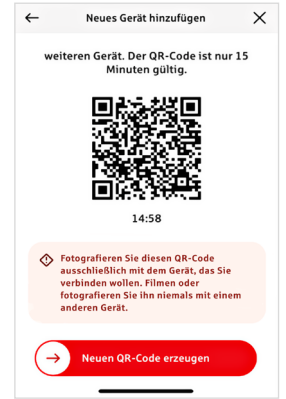 Neues Gerät hinzufügen
weiteren Gerät. Der QR-Code ist nur 15
Minuten gültig.
14:58
Fotografieren Sie diesen QR-Code
ausschließlich mit dem Gerät, das Sie
verbinden wollen. Filmen oder
fotografieren Sie ihn niemals mit einem
anderen Gerät.
Neuen QR-Code erzeugen